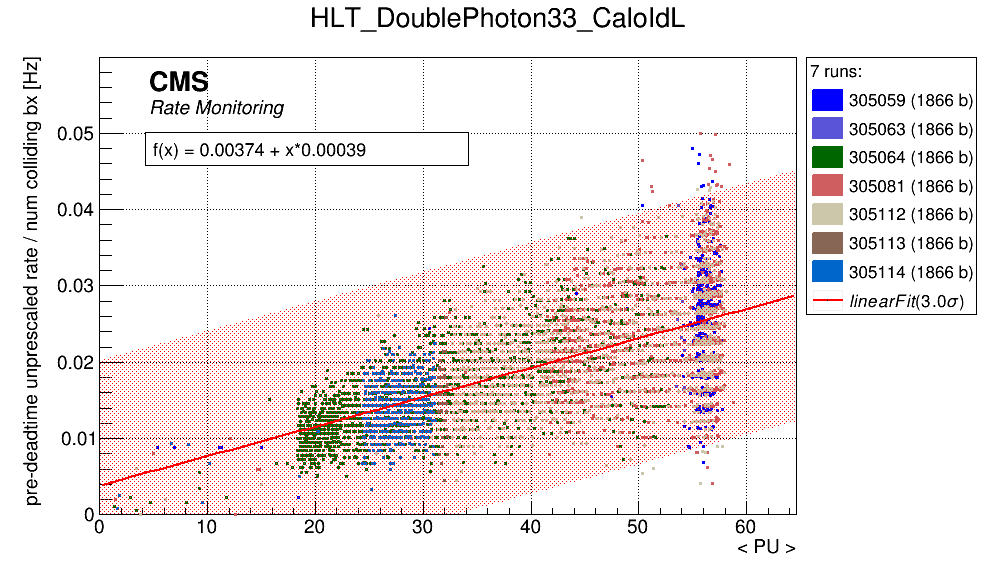 HLT_DoublePhoton33_CaloIdL
pre-deadtime unprescaled rate / num colliding bx [Hz]
CMS
Rate Monitoring
f(x) = 0.00374 + x*0.00039
0.05
0.04
0.03
0.02
0.01
0
0 10 20 30 40 50 60
< PU >
7 runs:
305059 (1866 b)
305063 (1866 b)
305064 (1866 b)
305081 (1866 b)
305112 (1866 b)
305113 (1866 b)
305114 (1866 b)
linearFit(3.0σ)